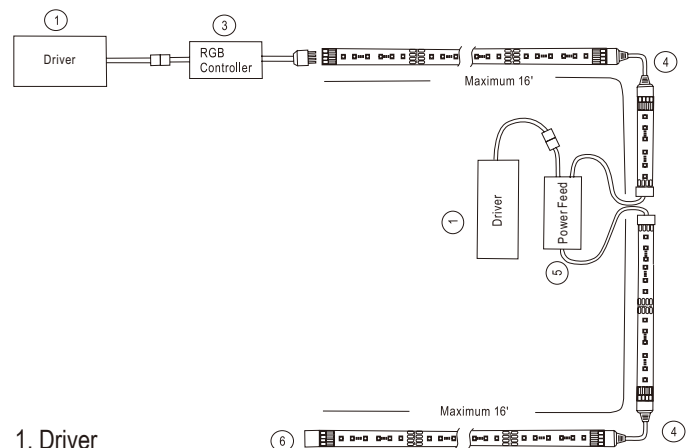 1
3
4
Driver
RGB
Controller
Maximum 16'
1
Driver
Power Feed
5
Maximum 16'
1. Driver
6
4